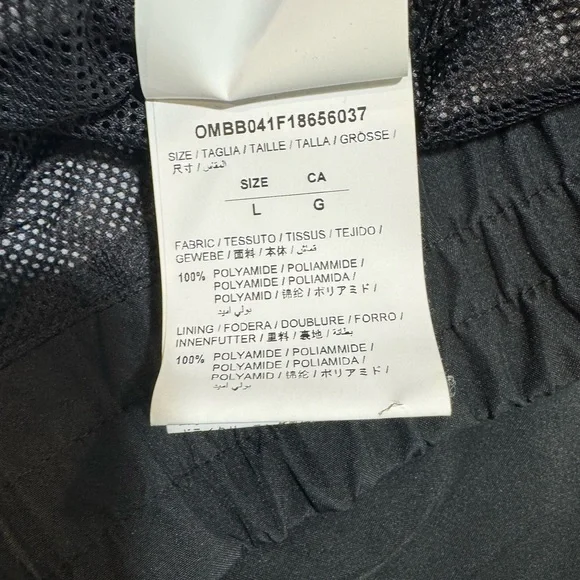 OMBB041F18656037
SIZE / TAGLIA / TAILLE / TALLA / GRÖSSE /
尺寸 / المقاس
SIZE CA
L G
FABRIC / TESSUTO / TISSUS / TEJIDO /
GEWEBE / 面料 / 本体 / قماش
100% POLYAMIDE / POLIAMMIDE /
POLYAMIDE / POLIAMIDA /
POLYAMID / 锦纶 / ポリアミド /
بولي أميد
LINING / FODERA / DOUBLURE / FORRO /
INNENFUTTER / 里料 / 裏地 / بطانة
100% POLYAMIDE / POLIAMMIDE /
POLYAMIDE / POLIAMIDA /
POLYAMID / 锦纶 / ポリアミド /
بولي أميد